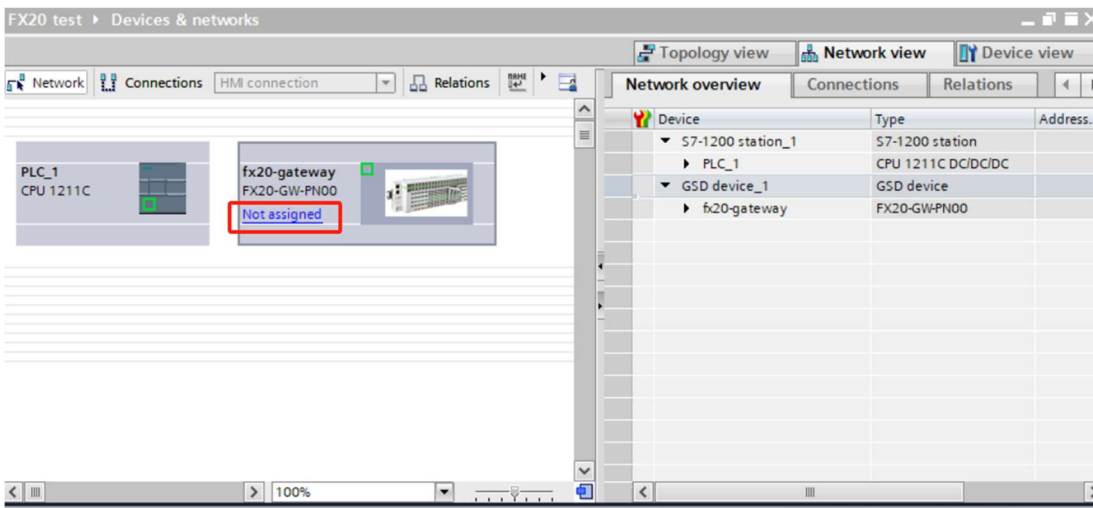 FX20 test ▸ Devices & networks
Topology view Network view Device view
Network Connections HMI connection Relations
Network overview Connections Relations
Device Type Address...
S7-1200 station_1 S7-1200 station
PLC_1 CPU 1211C DC/DC/DC
GSD device_1 GSD device
fx20-gateway FX20-GW-PN00
PLC_1
CPU 1211C
fx20-gateway
FX20-GW-PN00
Not assigned
100%